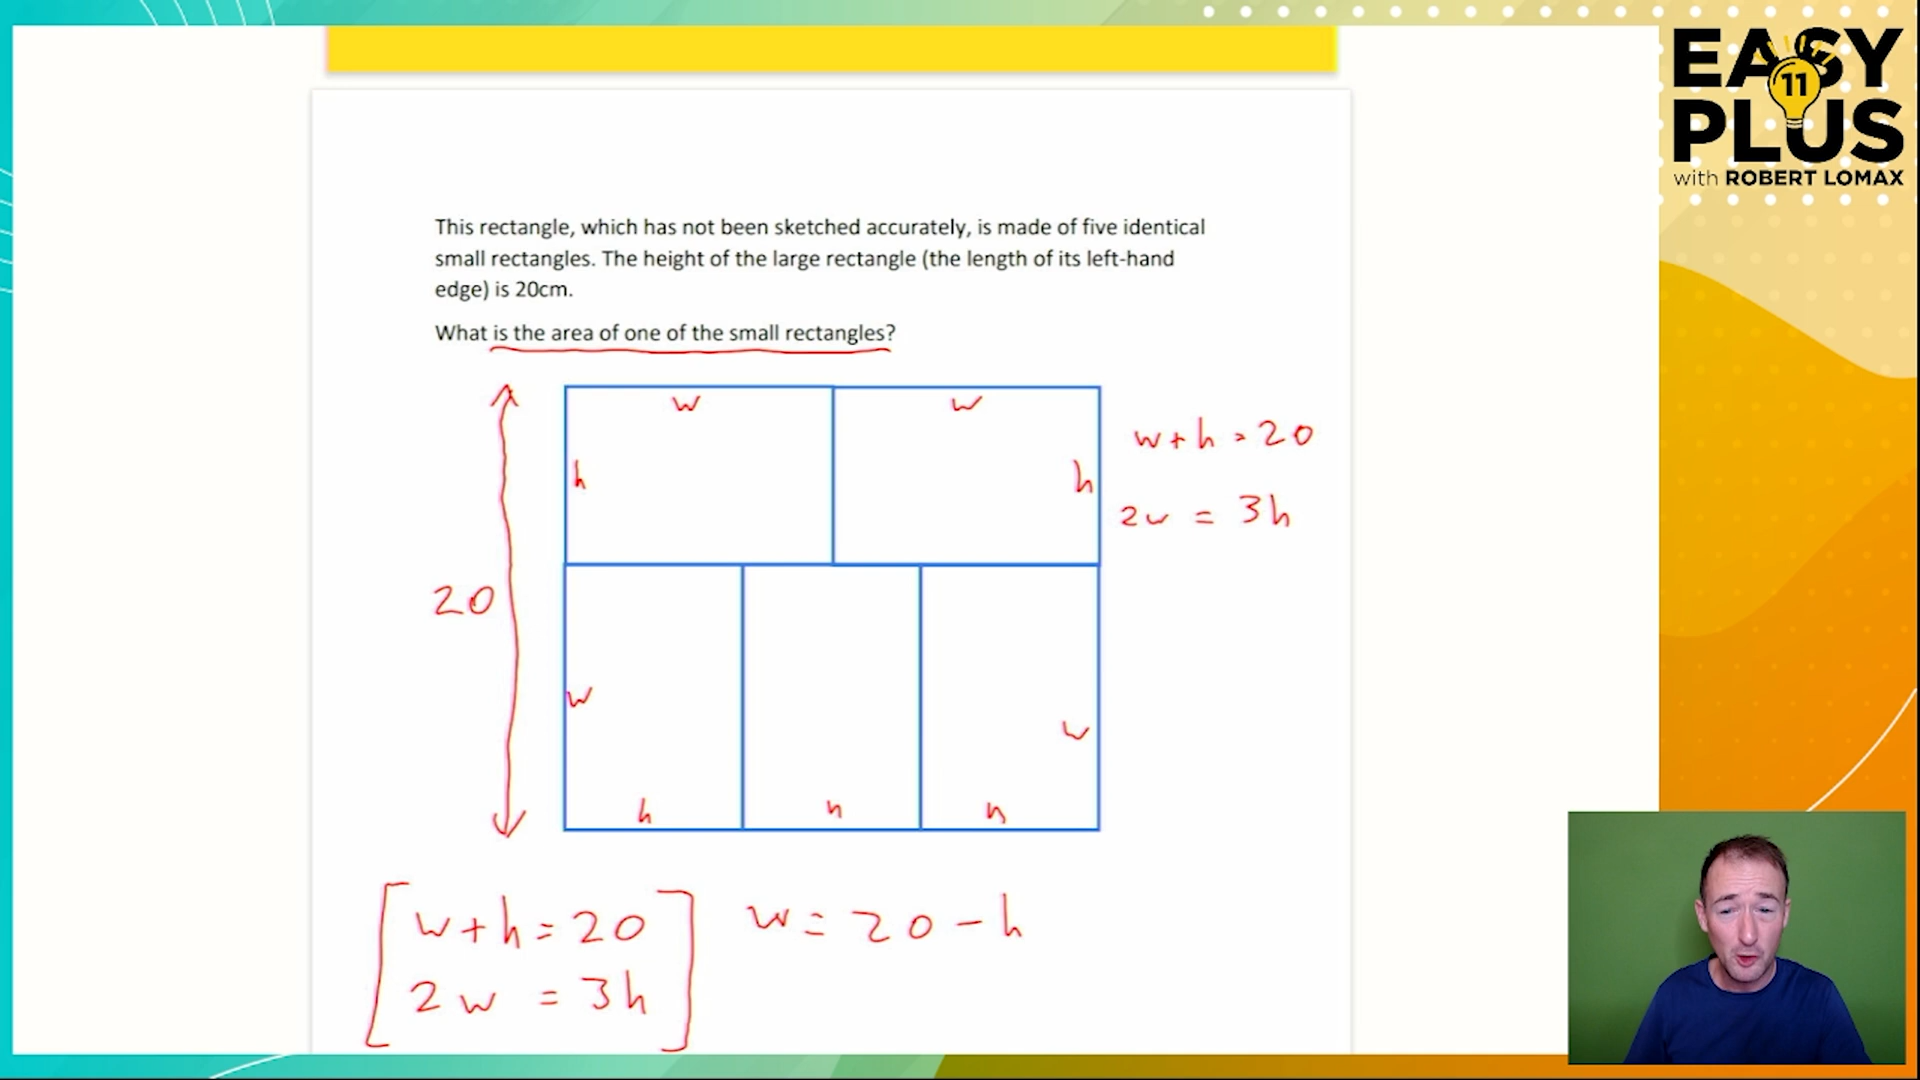 EASY
11
PLUS
with ROBERT LOMAX
This rectangle, which has not been sketched accurately, is made of five identical
small rectangles. The height of the large rectangle (the length of its left-hand
edge) is 20cm.
What is the area of one of the small rectangles?
w w
w+h=20
h h
2w = 3h
20
w
w
h h h
w+h=20 w=20-h
2w = 3h